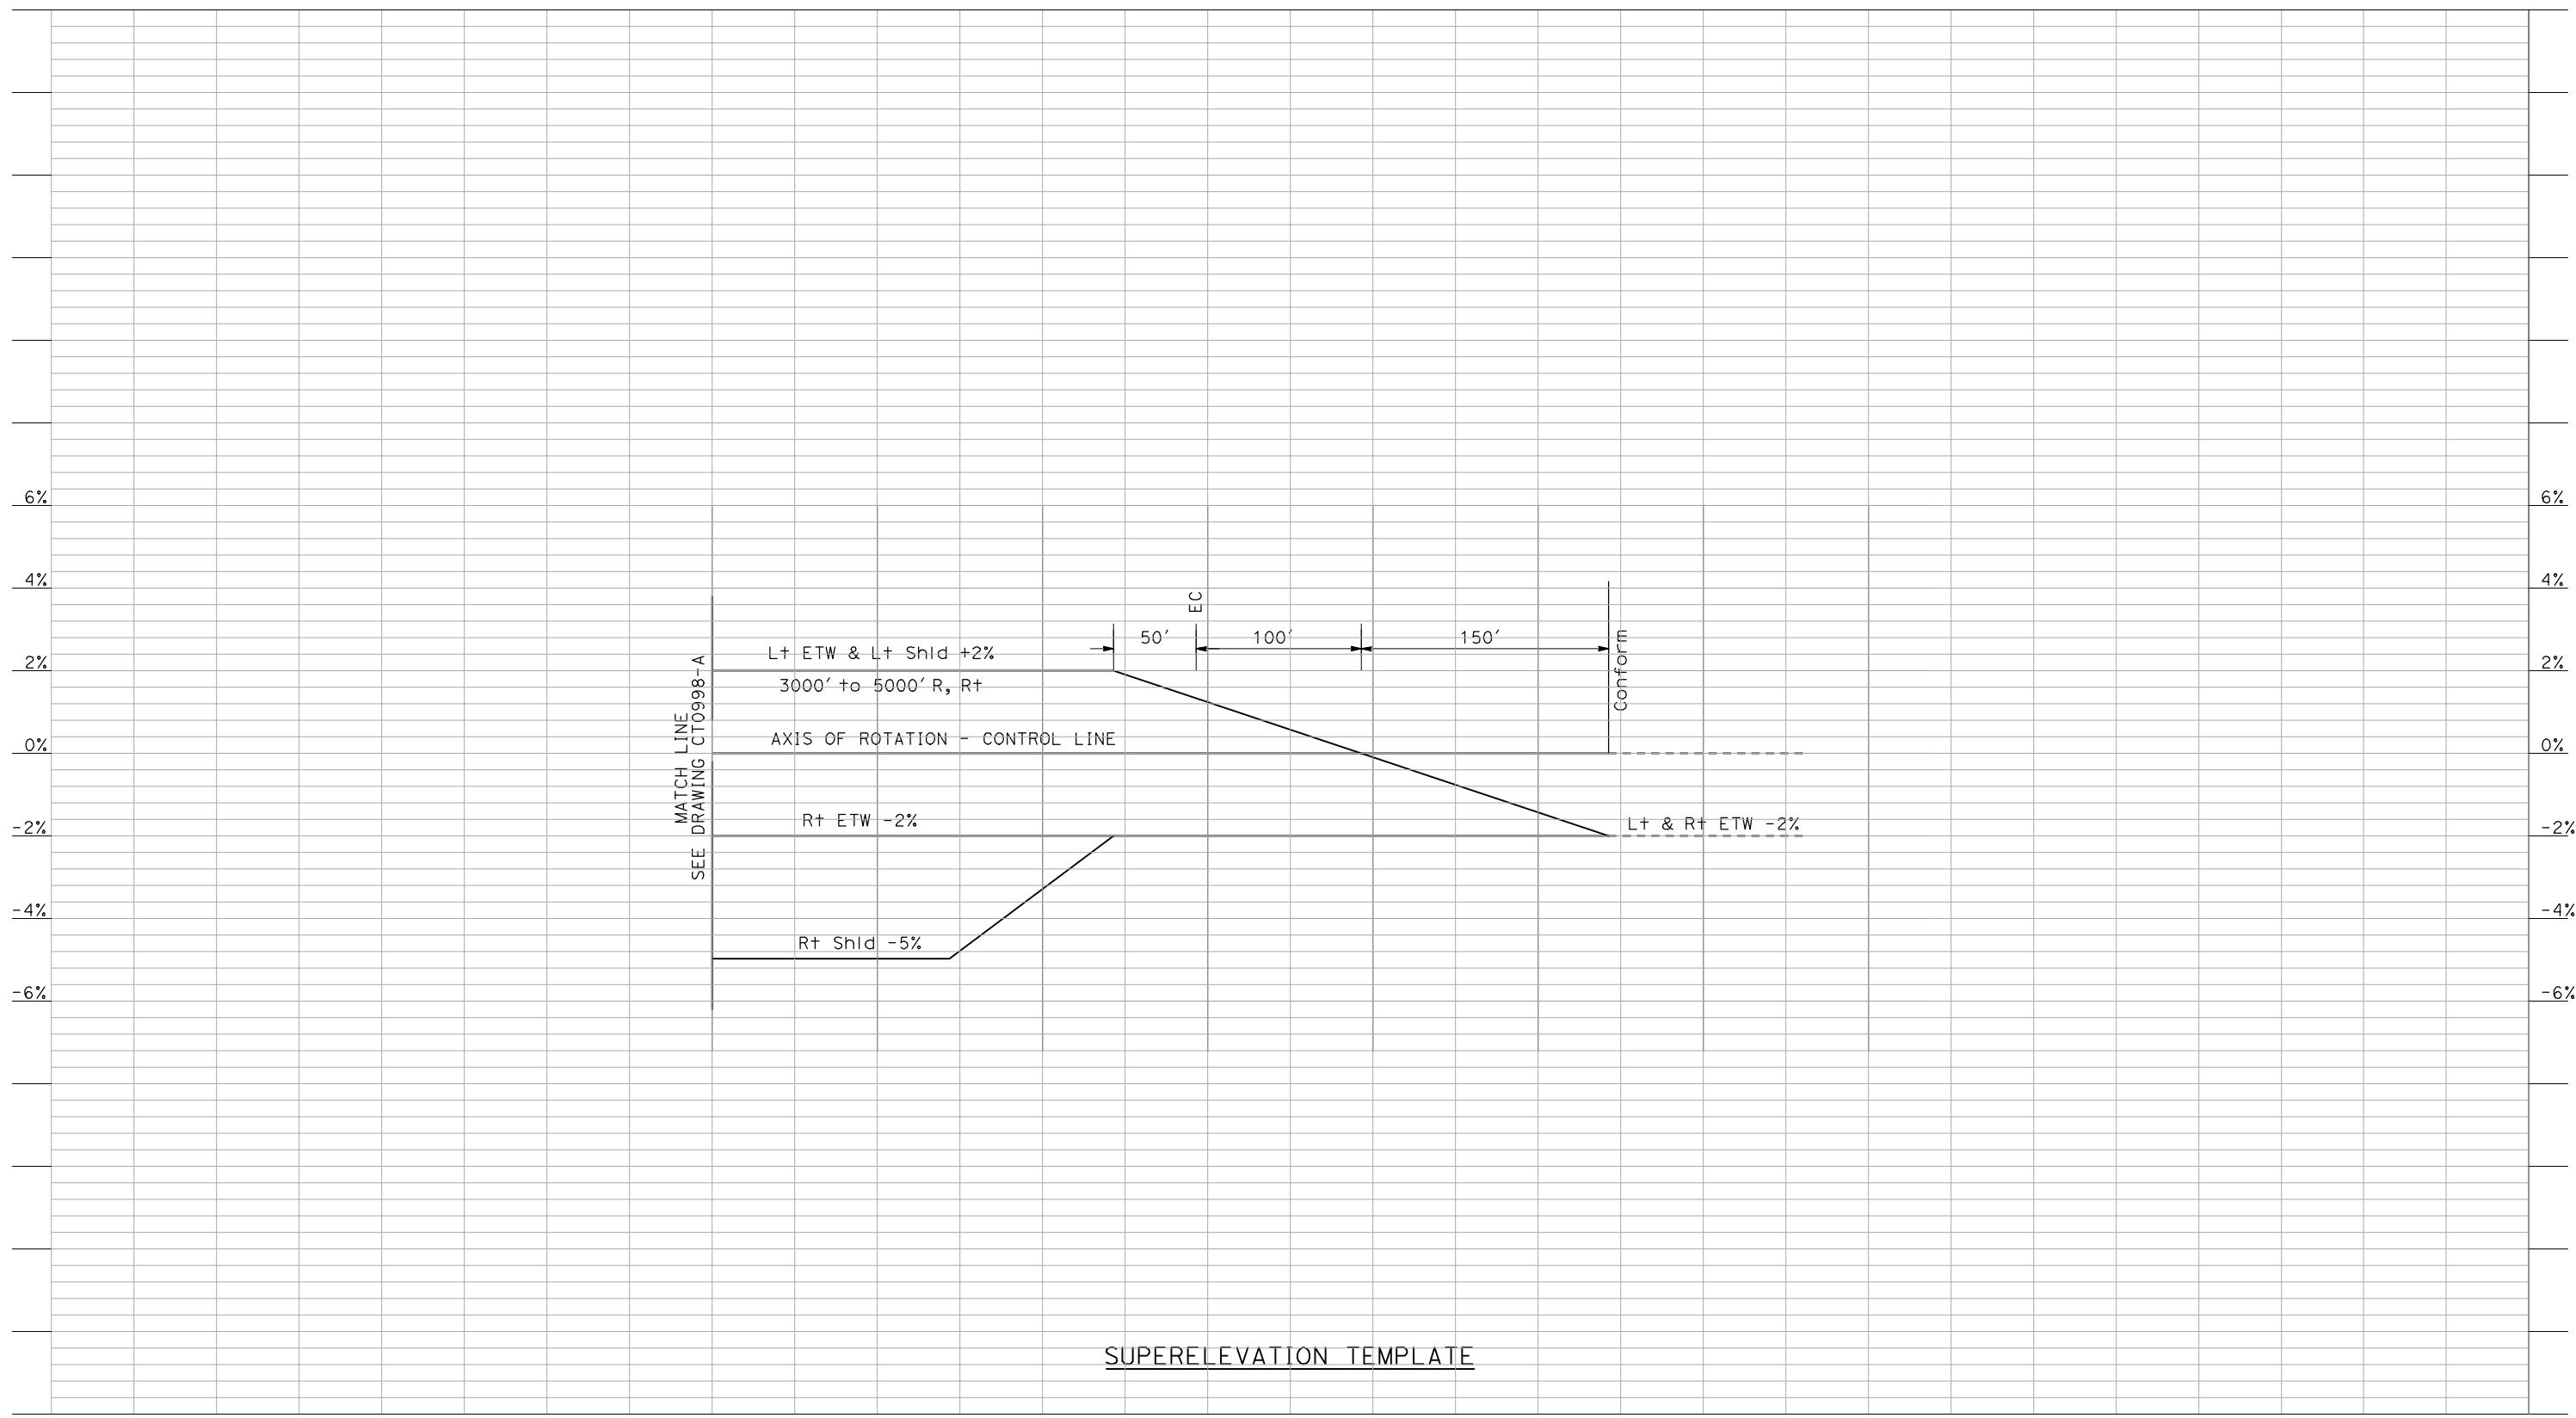 6% 6%
4% 4%
EC
50' 100' 150'
Conform
Lt ETW & Lt Shld +2%
2% 2%
3000' to 5000' R, Rt
MATCH LINE
SEE DRAWING CT0998-A
AXIS OF ROTATION - CONTROL LINE
0% 0%
Rt ETW -2%
Lt & Rt ETW -2%
-2% -2%
-4% -4%
Rt Shld -5%
-6% -6%
SUPERELEVATION TEMPLATE